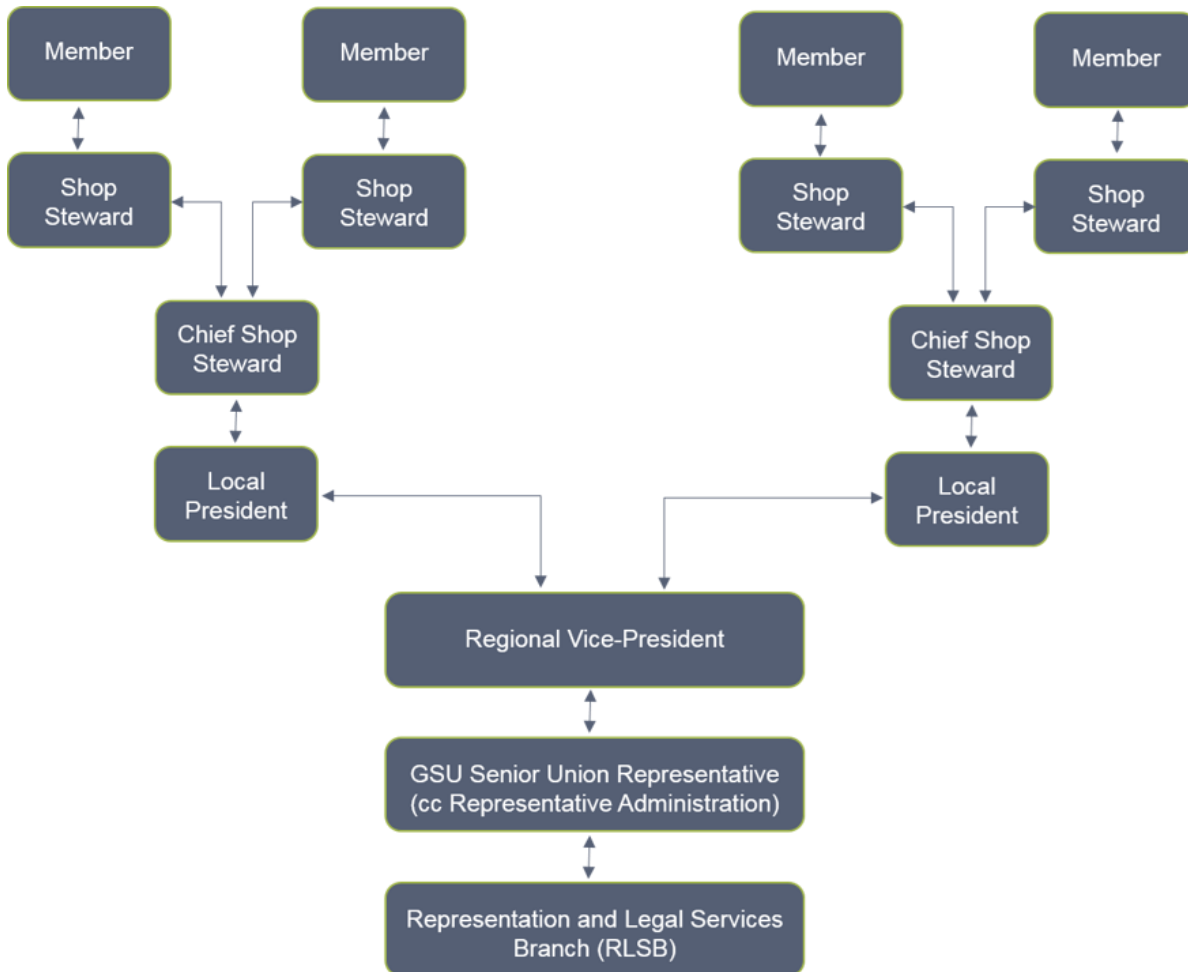 Member
Member
Member
Member
Shop
Steward
Shop
Steward
Shop
Steward
Shop
Steward
Chief Shop
Steward
Chief Shop
Steward
Local
President
Local
President
Regional Vice-President
GSU Senior Union Representative
(cc Representative Administration)
Representation and Legal Services
Branch (RLSB)